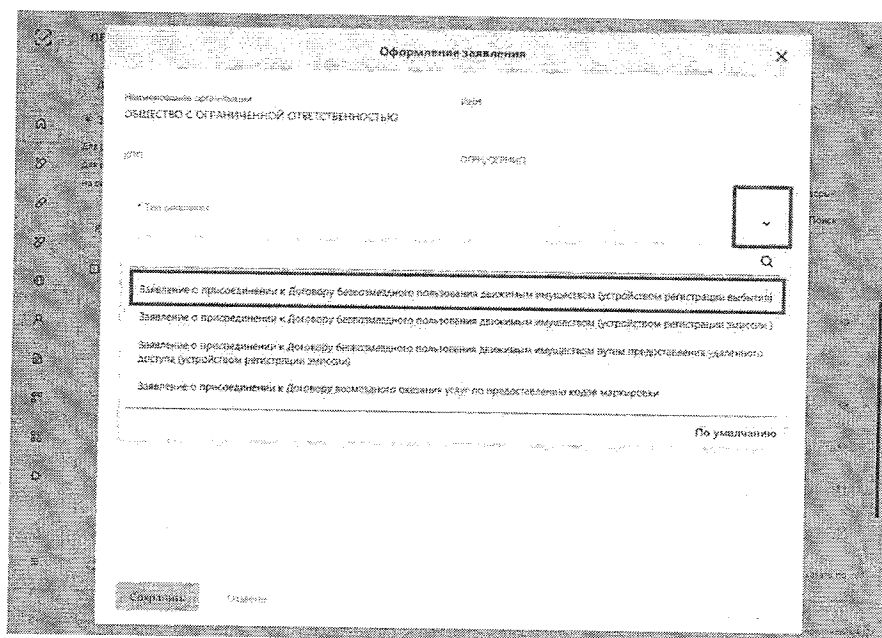 Оформление заявления
Наименование организации
ИНН
ОБЩЕСТВО С ОГРАНИЧЕННОЙ ОТВЕТСТВЕННОСТЬЮ
КПП
ОГРН/ОГРНИП
* Тип заявления
Поиск
Заявление о присоединении к Договору безвозмездного пользования движимым имуществом (устройством регистрации выбытия)
Заявление о присоединении к Договору безвозмездного пользования движимым имуществом (устройством регистрации эмиссии)
Заявление о присоединении к Договору безвозмездного пользования движимым имуществом путем предоставления удаленного
доступа (устройством регистрации эмиссии)
Заявление о присоединении к Договору возмездного оказания услуг по предоставлению кодов маркировки
По умолчанию
Сохранить
Отмена